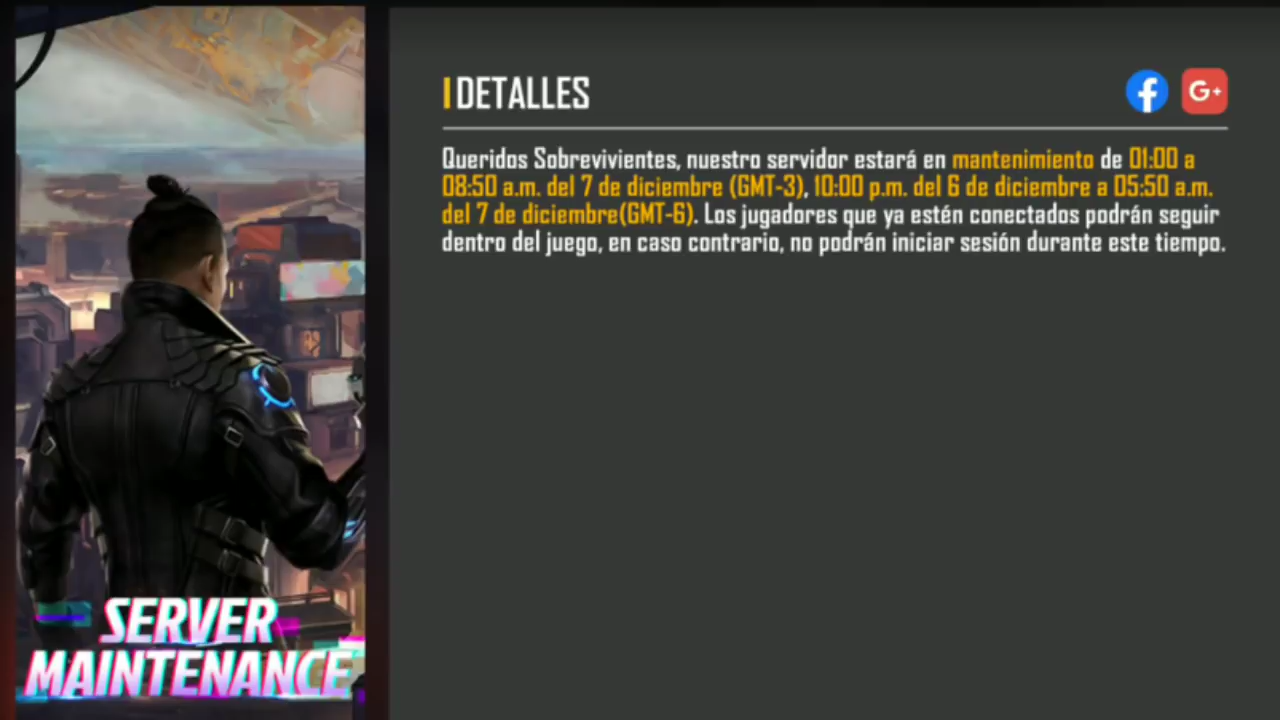 DETALLES
G+
Queridos Sobrevivientes, nuestro servidor estará en mantenimiento de 01:00 a
08:50 a.m. del 7 de diciembre (GMT-3), 10:00 p.m. del 6 de diciembre a 05:50 a.m.
del 7 de diciembre(GMT-6). Los jugadores que ya estén conectados podrán seguir
dentro del juego, en caso contrario, no podrán iniciar sesión durante este tiempo.
SERVER
MAINTENANCE